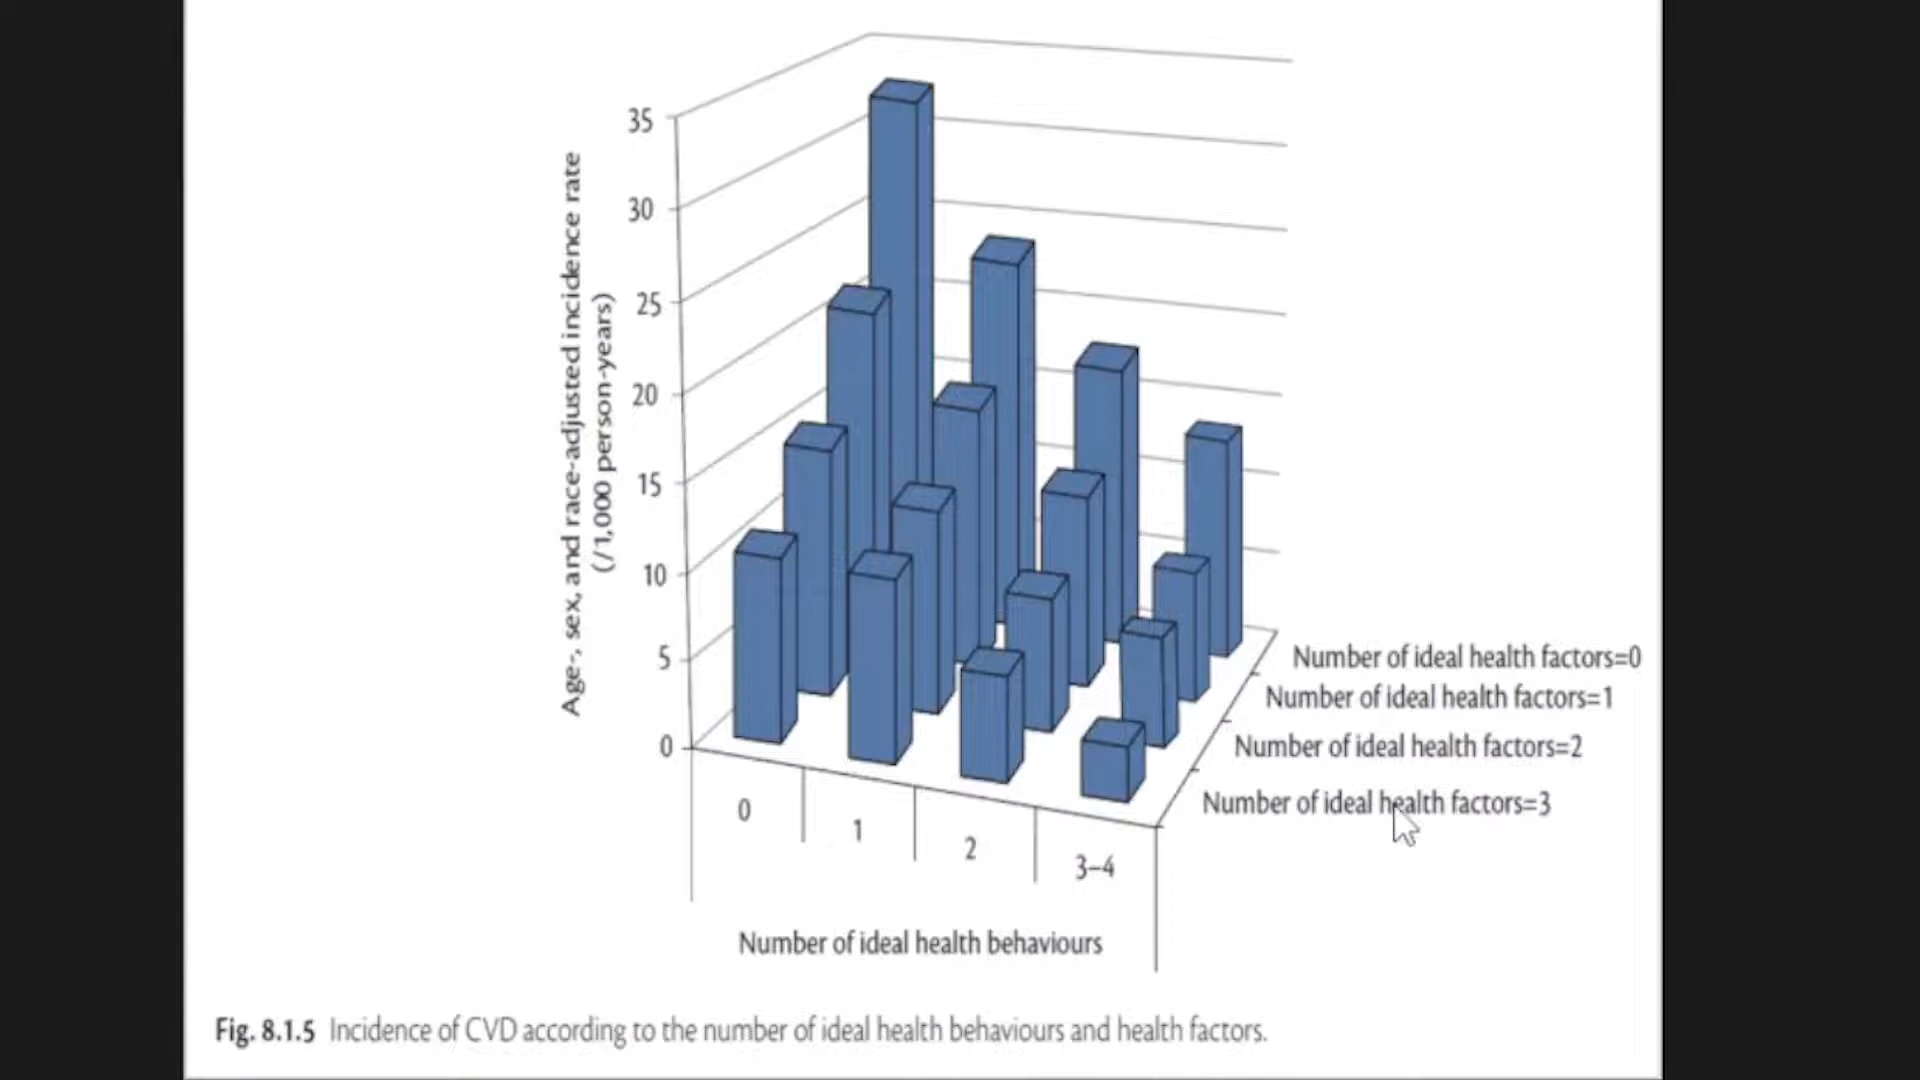 35
30
25
20
15
10
5
0
Age-, sex, and race-adjusted incidence rate
(/1,000 person-years)
0
1
2
3–4
Number of ideal health behaviours
Number of ideal health factors=0
Number of ideal health factors=1
Number of ideal health factors=2
Number of ideal health factors=3
Fig. 8.1.5 Incidence of CVD according to the number of ideal health behaviours and health factors.